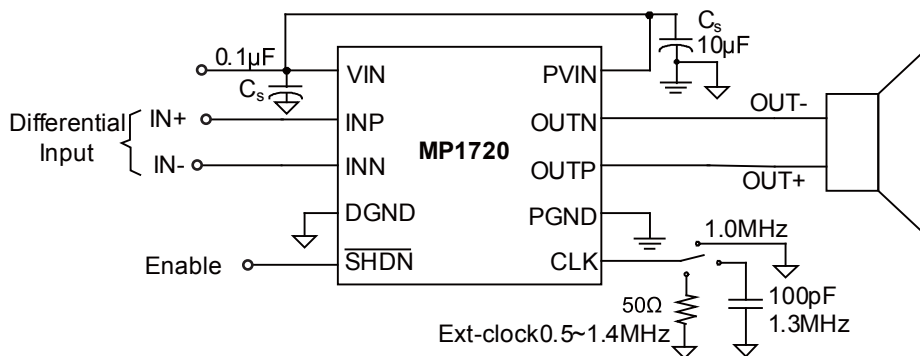 0.1µF
Cs
VIN
PVIN
Cs
10µF
Differential
Input
IN+
IN-
INP
INN
MP1720
OUTN
OUTP
OUT-
OUT+
DGND
PGND
Enable
SHDN
CLK
1.0MHz
50Ω
Ext-clock0.5~1.4MHz
100pF
1.3MHz